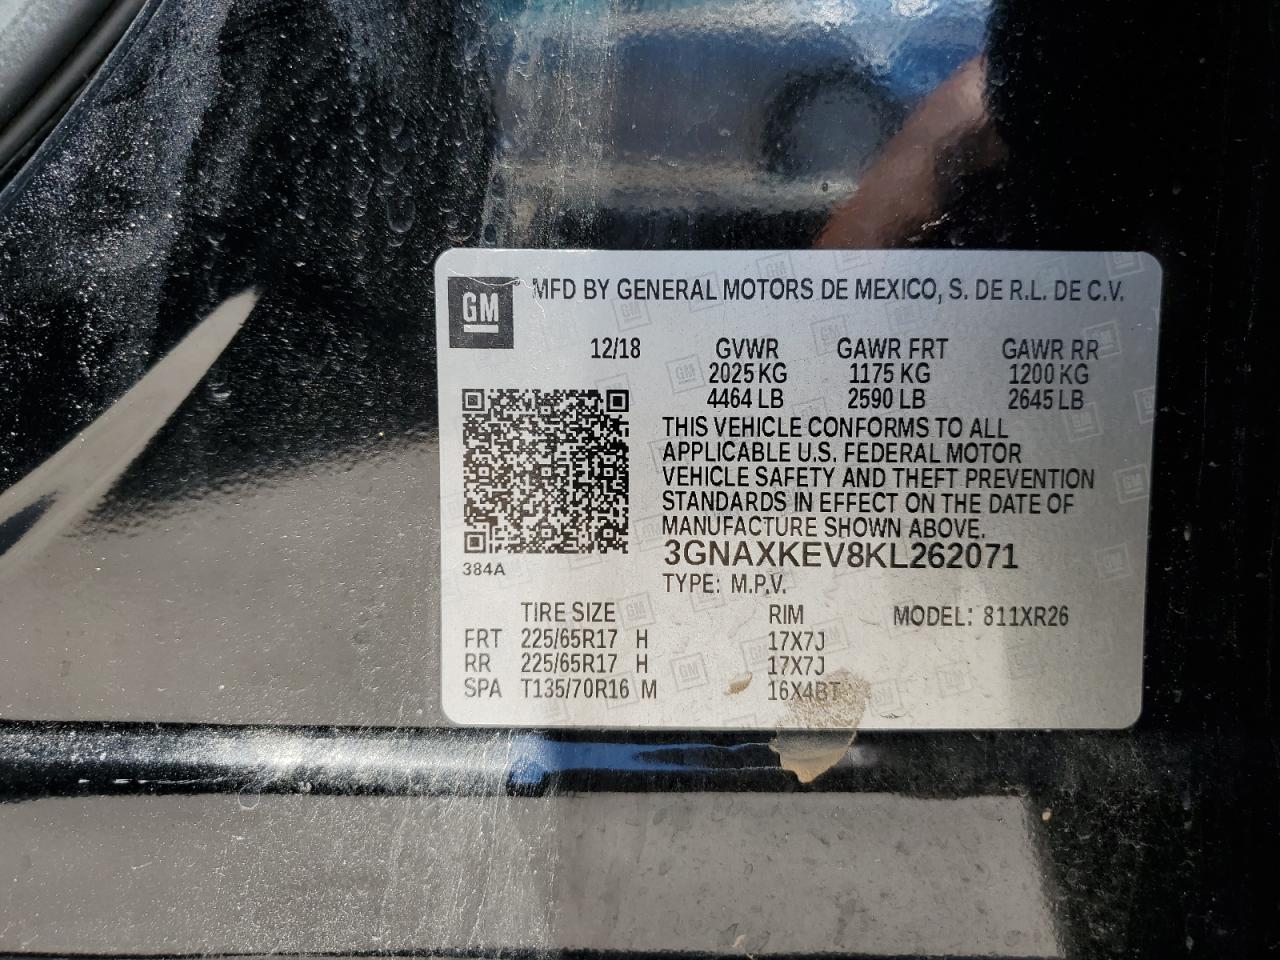 GM MFD BY GENERAL MOTORS DE MEXICO, S. DE R.L. DE C.V.
12/18 GVWR GAWR FRT GAWR RR
2025 KG 1175 KG 1200 KG
4464 LB 2590 LB 2645 LB
THIS VEHICLE CONFORMS TO ALL
APPLICABLE U.S. FEDERAL MOTOR
VEHICLE SAFETY AND THEFT PREVENTION
STANDARDS IN EFFECT ON THE DATE OF
MANUFACTURE SHOWN ABOVE.
3GNAXKEV8KL262071
384A
TYPE: M.P.V.
TIRE SIZE RIM MODEL: 811XR26
FRT 225/65R17 H 17X7J
RR 225/65R17 H 17X7J
SPA T135/70R16 M 16X4BT